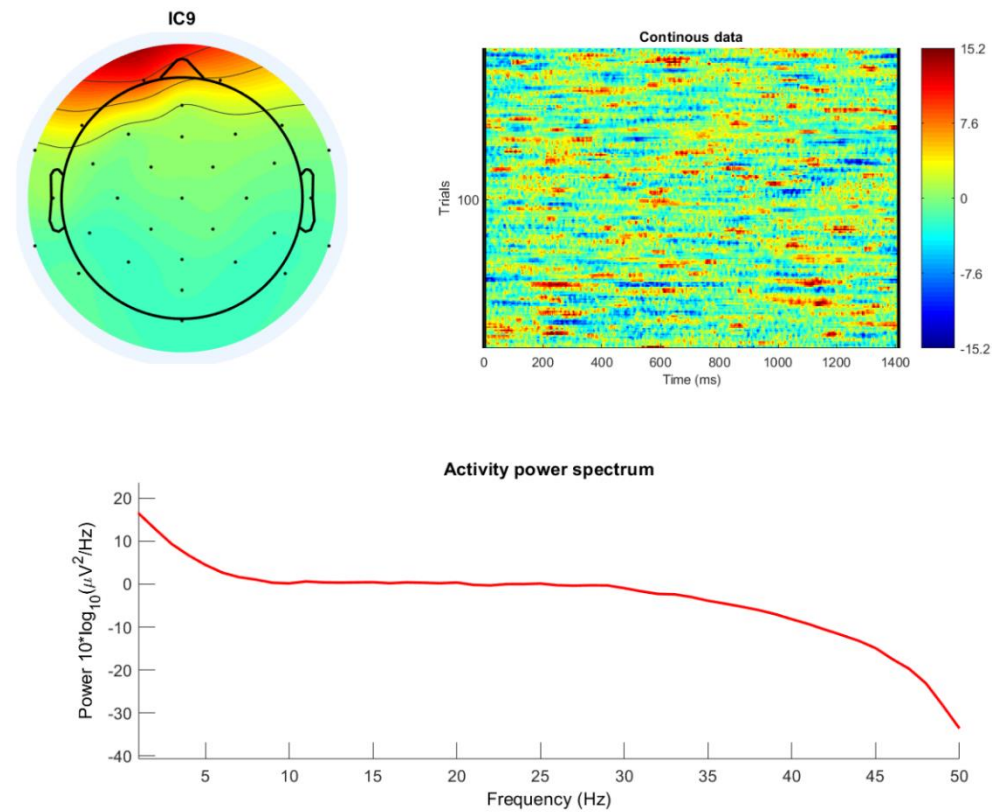 IC9
Continous data
Trials
100
0 200 400 600 800 1000 1200 1400
Time (ms)
15.2
7.6
0
-7.6
-15.2
Activity power spectrum
Power 10*log10(μV2/Hz)
20
10
0
-10
-20
-30
-40
5 10 15 20 25 30 35 40 45 50
Frequency (Hz)